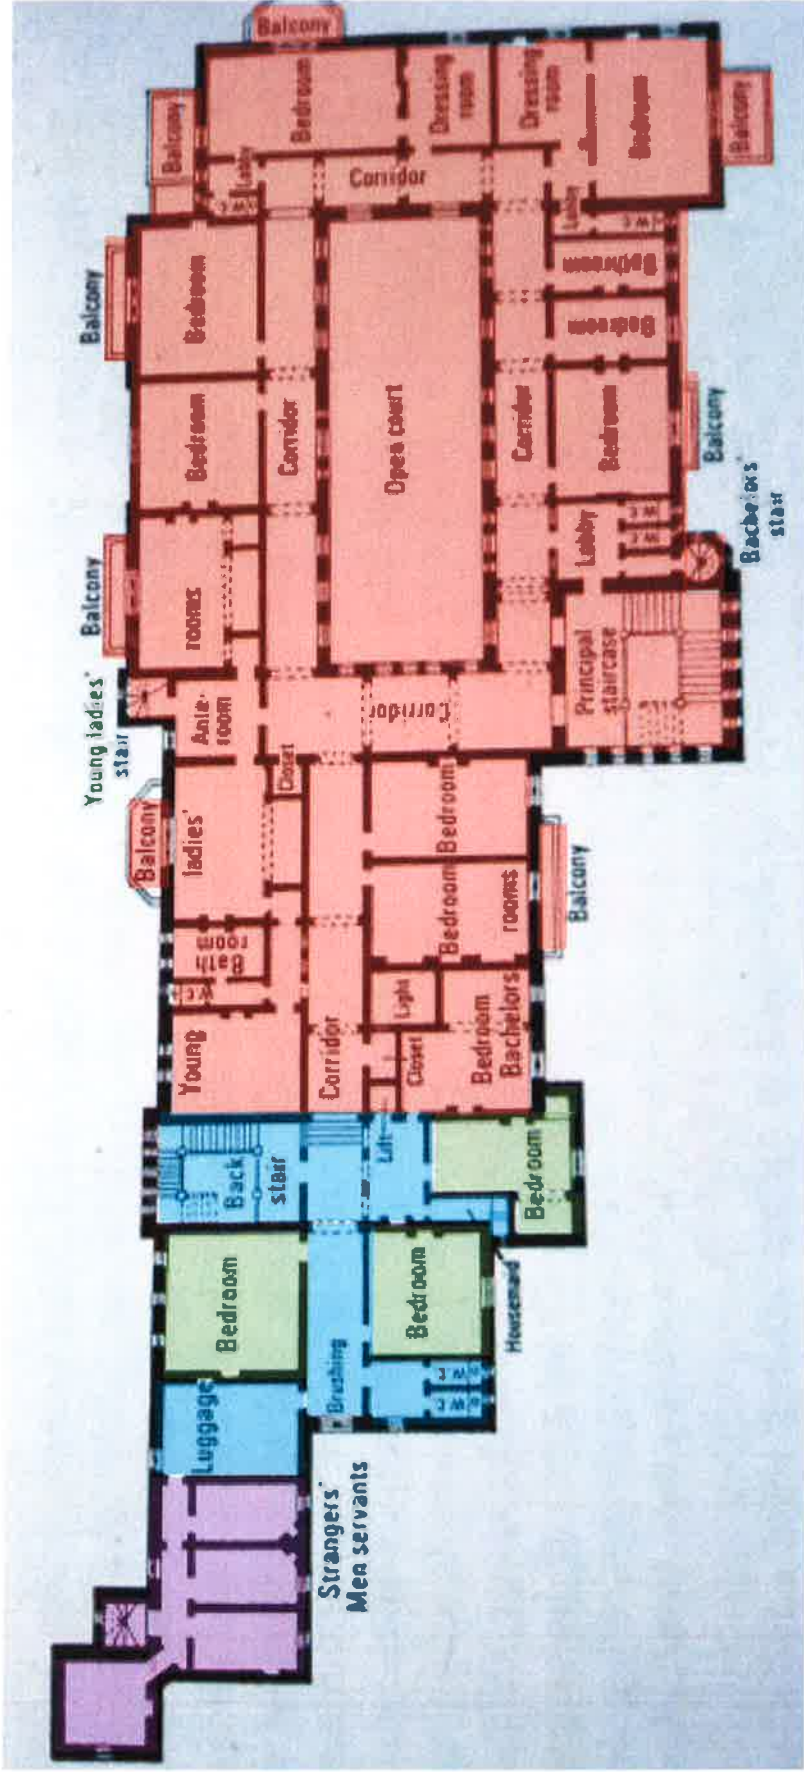 Balcony
Bedroom
Dressing
room
Dressing
room
Bedroom
Balcony
Balcony
Lobby
W.C
Corridor
Lobby
W.C
Bathroom
Bedroom
Balcony
Bedroom
Bedroom
Corridor
Open court
Corridor
Bedroom
Balcony
Balcony
rooms
Lobby
W.C
W.C
Bachelors'
stair
Young ladies'
stair
Ante-
room
Corridor
Principal
staircase
Balcony
ladies'
Closet
Bedroom
Bedroom
rooms
Balcony
Bath
room
W.C
Young
Corridor
Light
Closet
Bedroom
Bachelors
Back
stair
Lift
Bedroom
Bedroom
Bedroom
Housemaid
Luggage
Brushing
W.C
W.C
Strangers'
Men servants